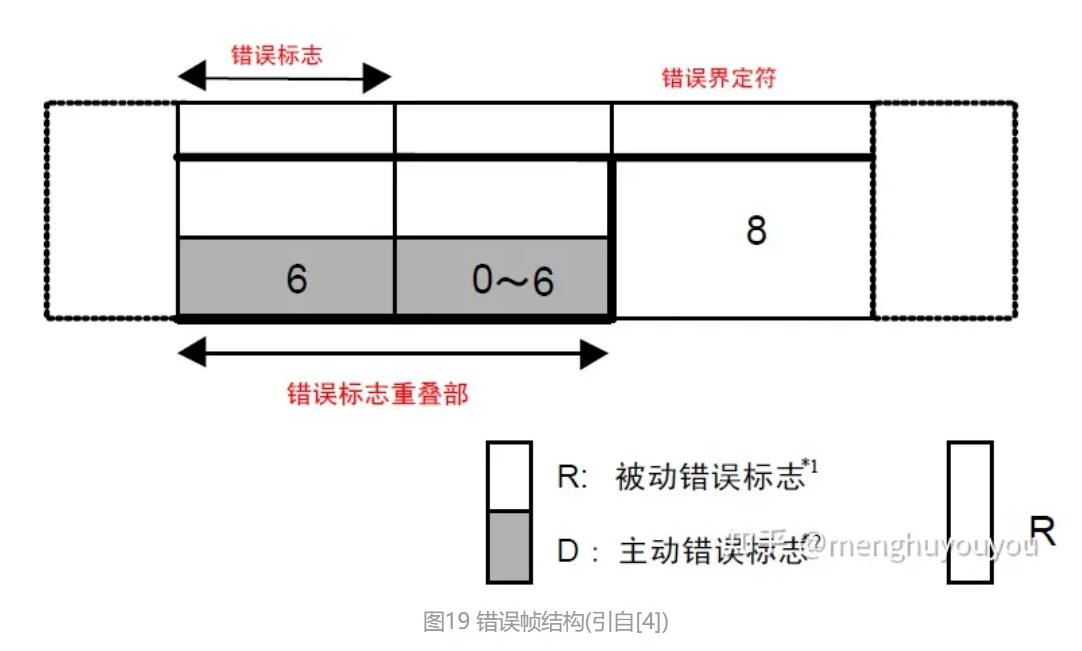 错误标志
错误界定符
8
6
0～6
错误标志重叠部
R: 被动错误标志*1
D : 主动错误标志*2
R
知乎 @menghuyouyou
图19 错误帧结构(引自[4])